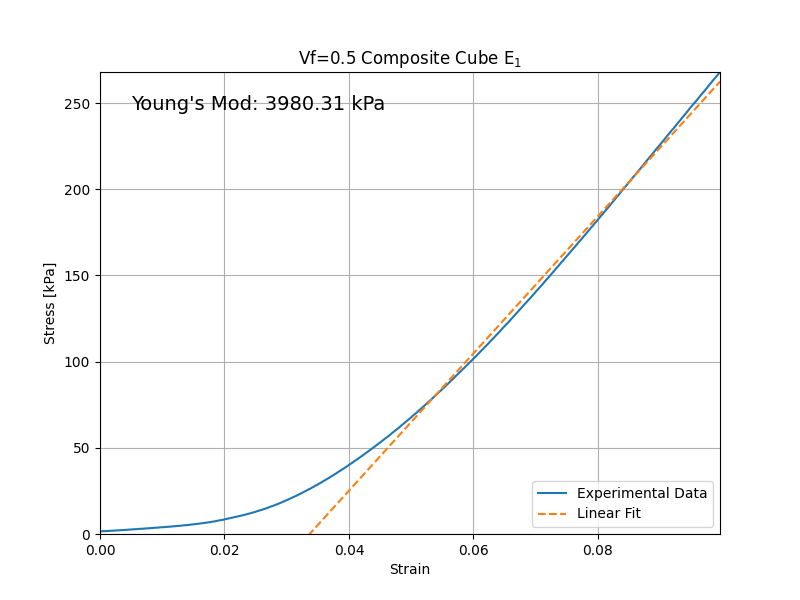 Vf=0.5 Composite Cube E₁
Young's Mod: 3980.31 kPa
250
200
150
100
50
0
Stress [kPa]
0.00 0.02 0.04 0.06 0.08
Strain
Experimental Data
Linear Fit